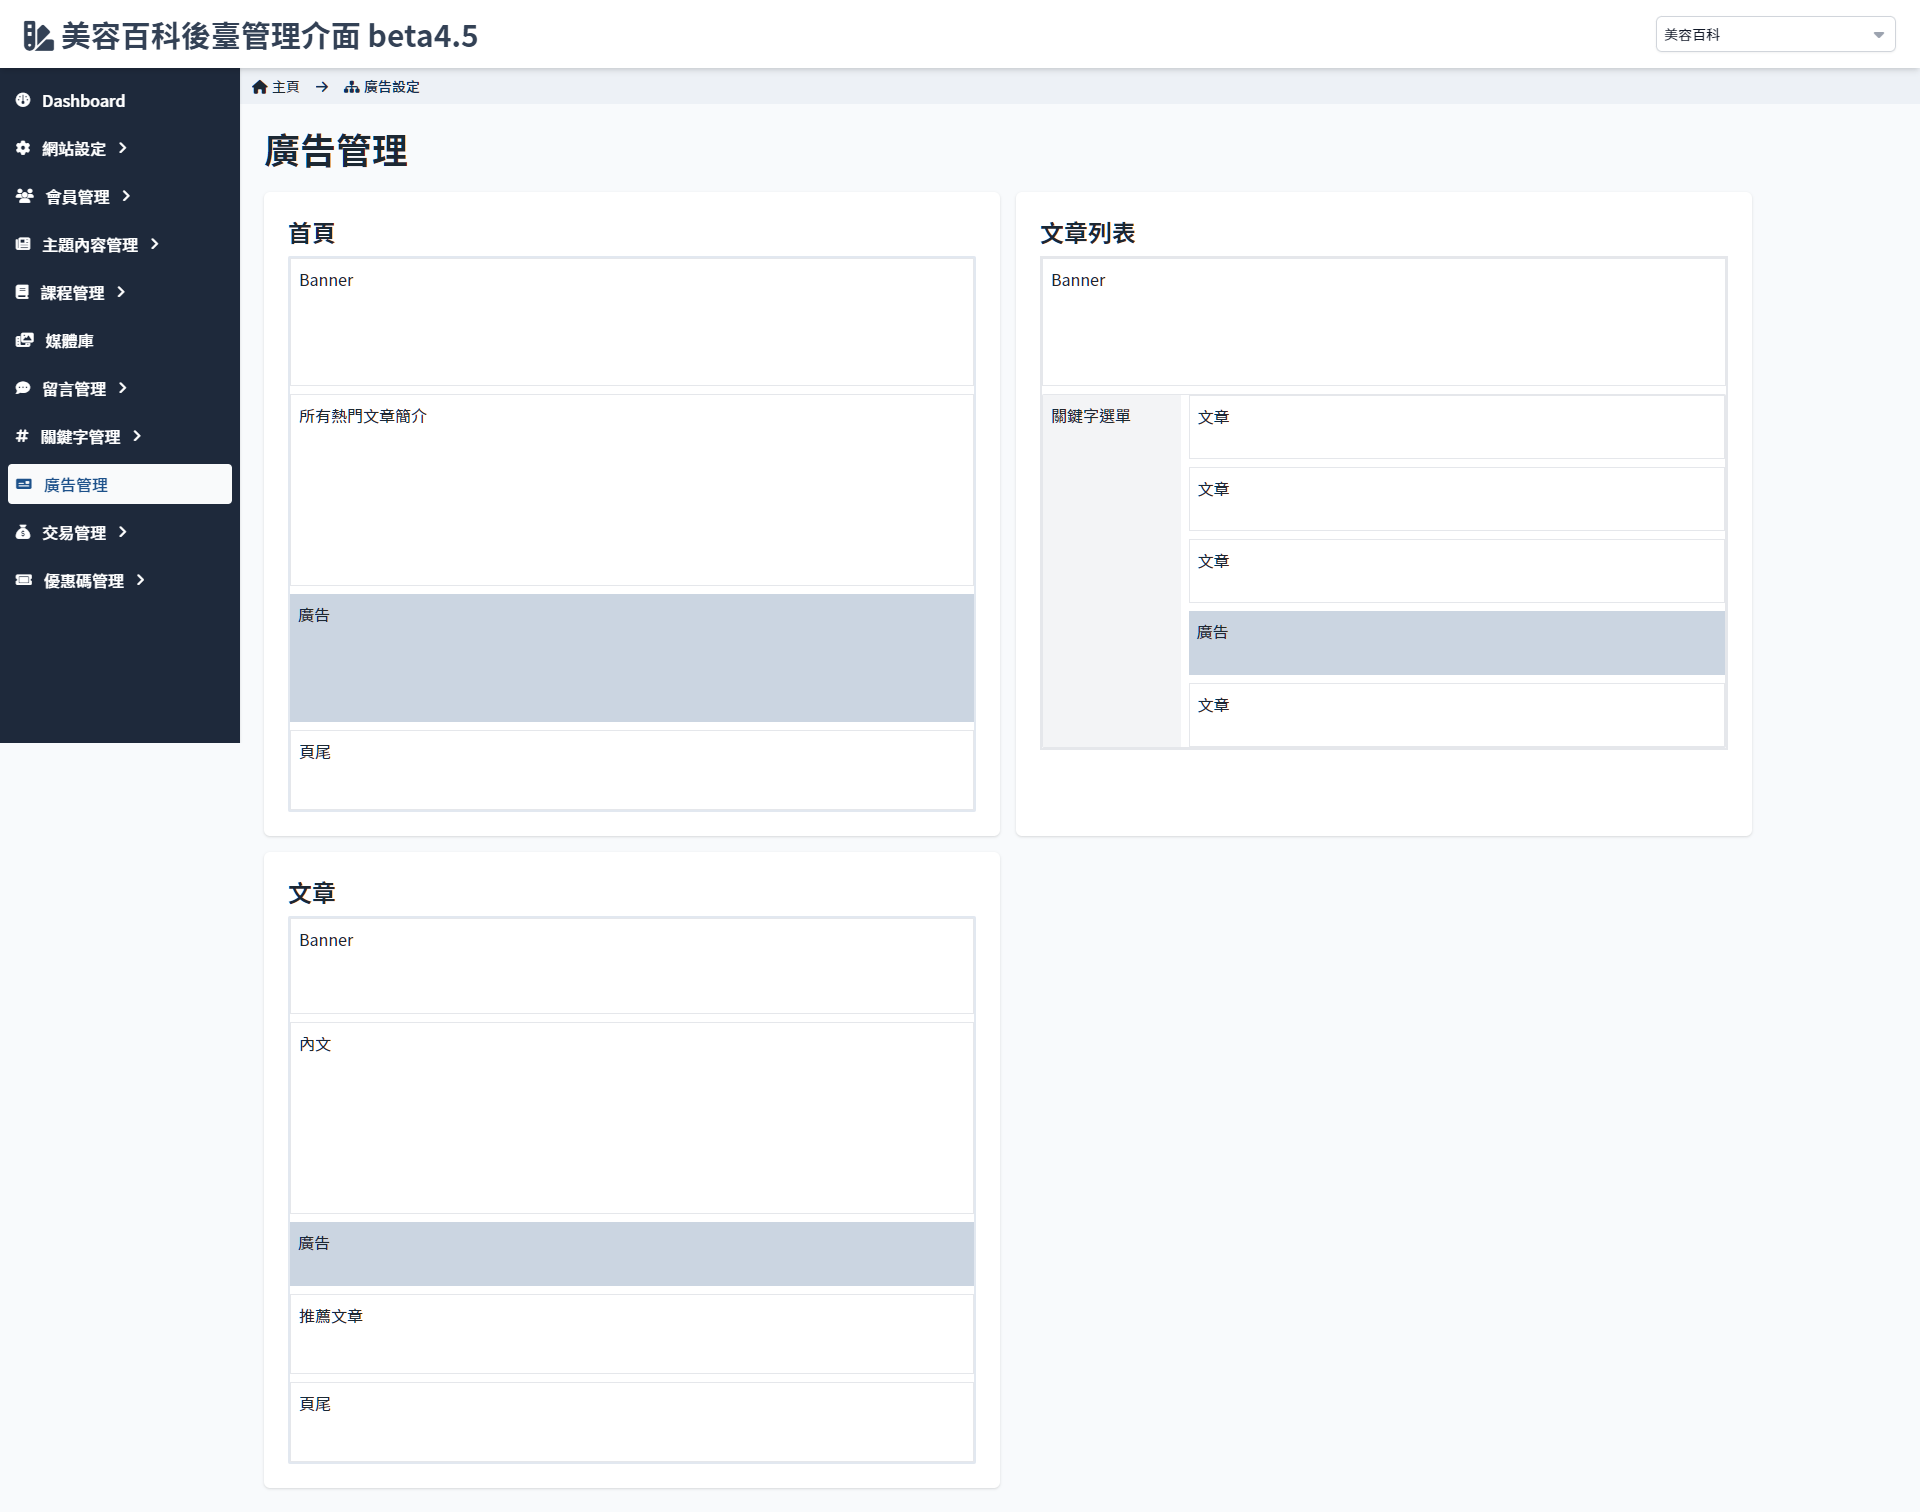 美容百科後臺管理介面 beta4.5
美容百科
Dashboard
網站設定
會員管理
主題內容管理
課程管理
媒體庫
留言管理
關鍵字管理
廣告管理
交易管理
優惠碼管理
主頁 → 廣告設定
廣告管理
首頁
Banner
所有熱門文章簡介
廣告
頁尾
文章列表
Banner
關鍵字選單
文章
文章
文章
廣告
文章
文章
Banner
內文
廣告
推薦文章
頁尾